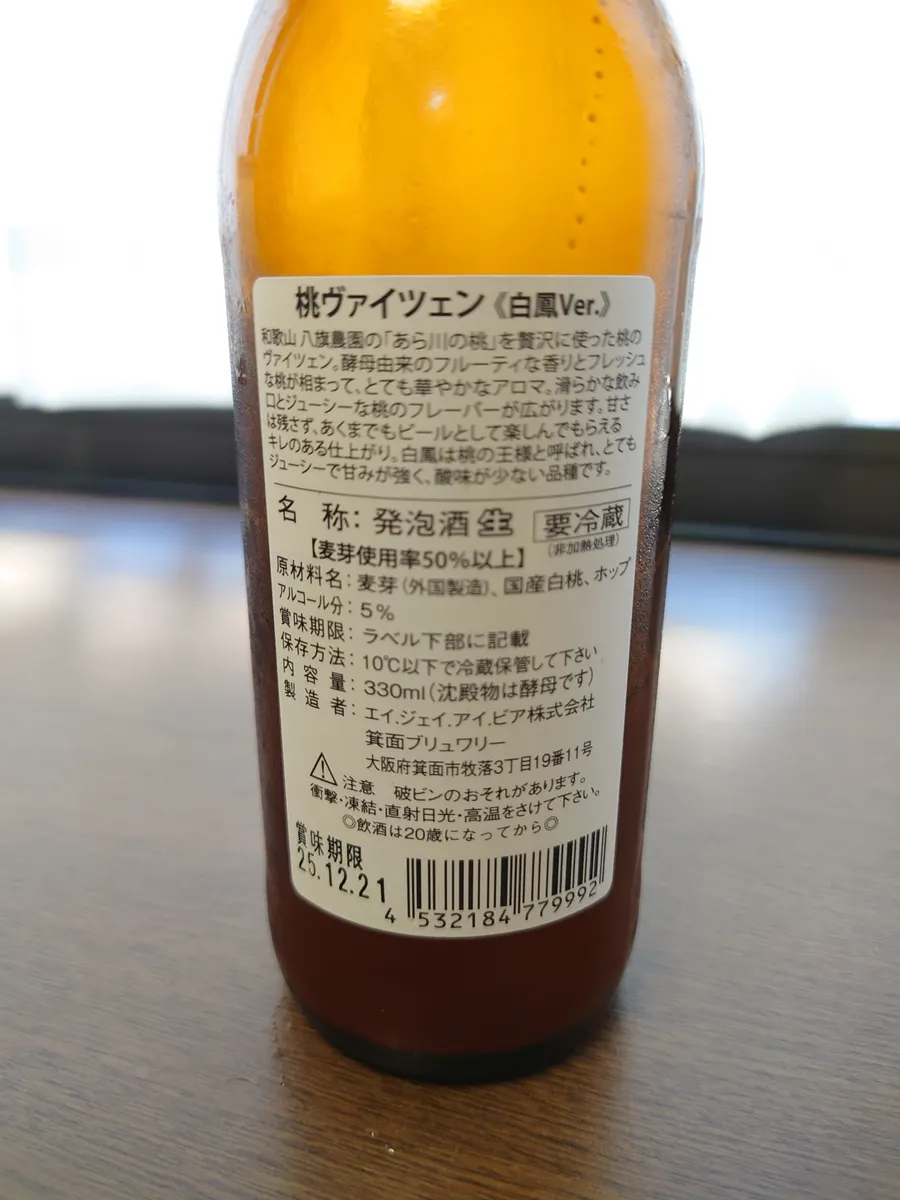 桃ヴァイツェン《白鳳Ver.》
和歌山 八旗農園の「あら川の桃」を贅沢に使った桃の
ヴァイツェン。酵母由来のフルーティな香りとフレッシュ
な桃が相まって、とても華やかなアロマ。滑らかな飲み
口とジューシーな桃のフレーバーが広がります。甘さ
は残さず、あくまでもビールとして楽しんでもらえる
キレのある仕上がり。白鳳は桃の王様と呼ばれ、とても
ジューシーで甘みが強く、酸味が少ない品種です。
名 称：発泡酒 生 要冷蔵
【麦芽使用率50%以上】（非加熱処理）
原材料名：麦芽（外国製造）、国産白桃、ホップ
アルコール分：5%
賞味期限：ラベル下部に記載
保存方法：10℃以下で冷蔵保管して下さい
内容量：330ml（沈殿物は酵母です）
製造者：エイ.ジェイ.アイ.ビア株式会社
箕面ブリュワリー
大阪府箕面市牧落3丁目19番11号
注意 破ビンのおそれがあります。
衝撃・凍結・直射日光・高温をさけて下さい。
◎飲酒は20歳になってから◎
賞味期限
25.12.21
4 532184 779992